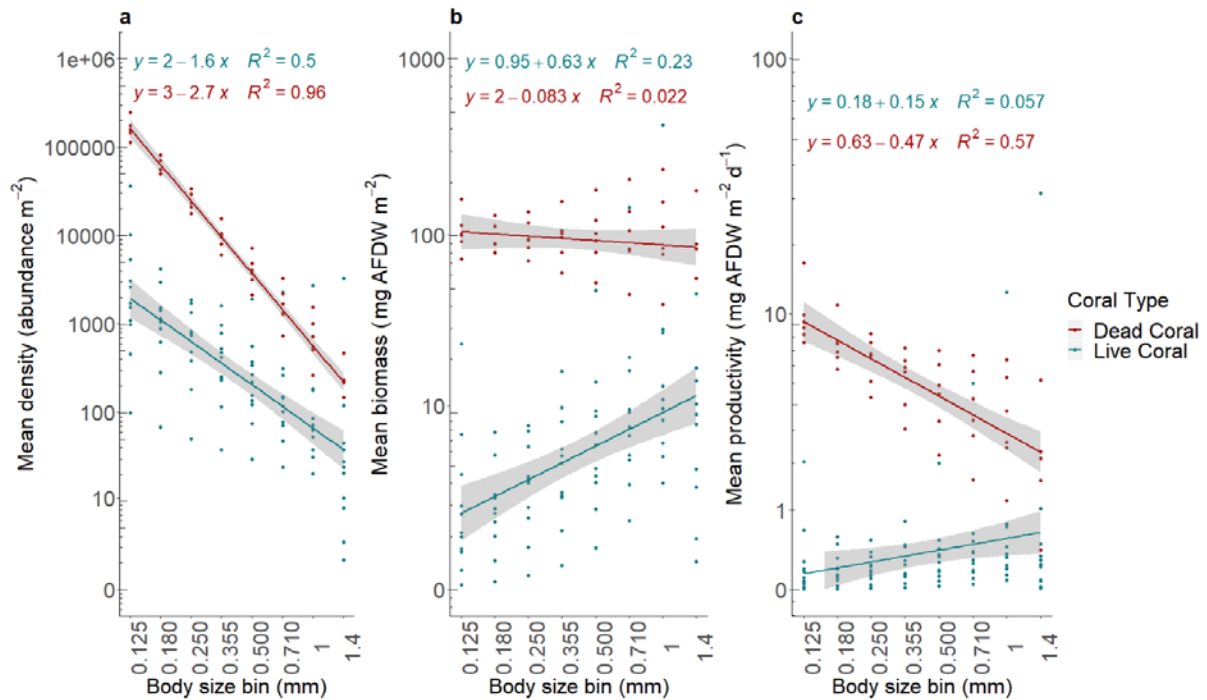 a
y = 2 – 1.6 x R² = 0.5
y = 3 – 2.7 x R² = 0.96
Mean density (abundance m⁻²)
1e+06
100000
10000
1000
100
10
0
0.125 0.180 0.250 0.355 0.500 0.710 1 1.4
Body size bin (mm)
b
y = 0.95 + 0.63 x R² = 0.23
y = 2 – 0.083 x R² = 0.022
Mean biomass (mg AFDW m⁻²)
1000
100
10
0
0.125 0.180 0.250 0.355 0.500 0.710 1 1.4
Body size bin (mm)
c
y = 0.18 + 0.15 x R² = 0.057
y = 0.63 – 0.47 x R² = 0.57
Mean productivity (mg AFDW m⁻² d⁻¹)
100
10
1
0
0.125 0.180 0.250 0.355 0.500 0.710 1 1.4
Body size bin (mm)
Coral Type
Dead Coral
Live Coral